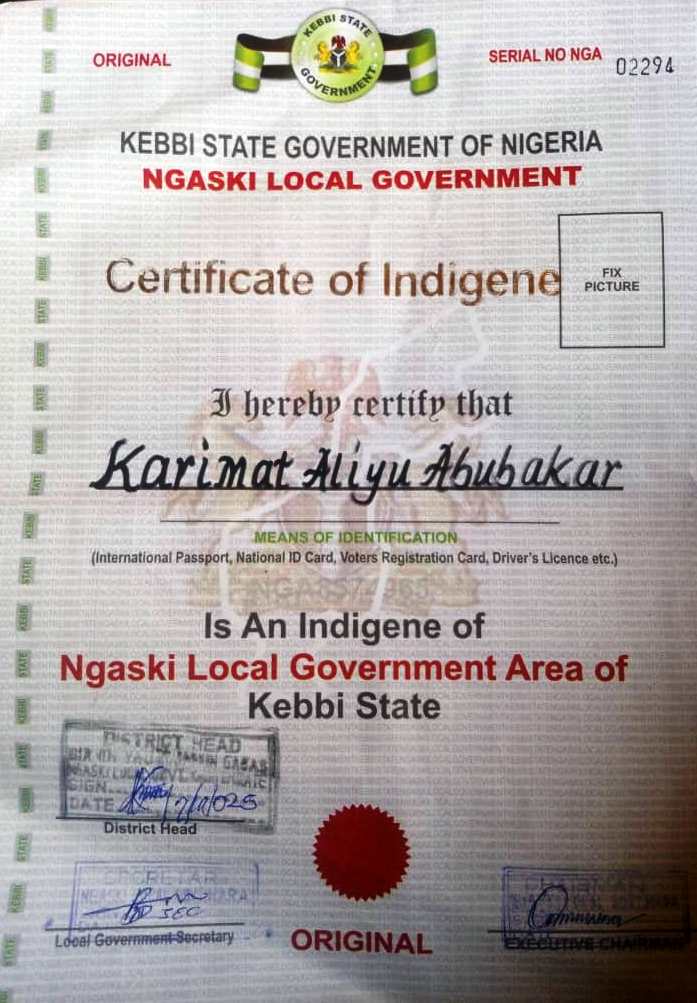 KEBBI STATE
GOVERNMENT
ORIGINAL
SERIAL NO NGA 02294
KEBBI STATE GOVERNMENT OF NIGERIA
NGASKI LOCAL GOVERNMENT
Certificate of Indigene
FIX
PICTURE
I hereby certify that
Karimat Aliyu Abubakar
MEANS OF IDENTIFICATION
(International Passport, National ID Card, Voters Registration Card, Driver's Licence etc.)
Is An Indigene of
Ngaski Local Government Area of
Kebbi State
DISTRICT HEAD
SIGN
DATE
District Head
SEC
Local Government Secretary
ORIGINAL
CHAIRMAN
EXECUTIVE CHAIRMAN